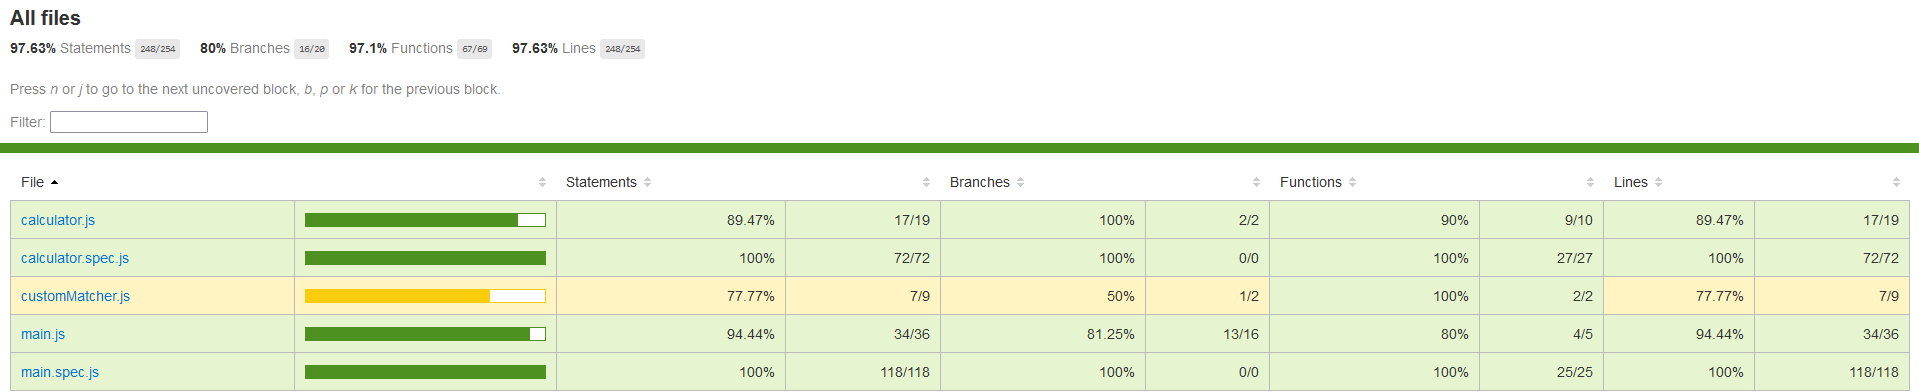 All files
97.63% Statements 248/254 80% Branches 16/20 97.1% Functions 67/69 97.63% Lines 248/254
Press n or j to go to the next uncovered block, b, p or k for the previous block.
Filter:
File Statements Branches Functions Lines
calculator.js 89.47% 17/19 100% 2/2 90% 9/10 89.47% 17/19
calculator.spec.js 100% 72/72 100% 0/0 100% 27/27 100% 72/72
customMatcher.js 77.77% 7/9 50% 1/2 100% 2/2 77.77% 7/9
main.js 94.44% 34/36 81.25% 13/16 80% 4/5 94.44% 34/36
main.spec.js 100% 118/118 100% 0/0 100% 25/25 100% 118/118